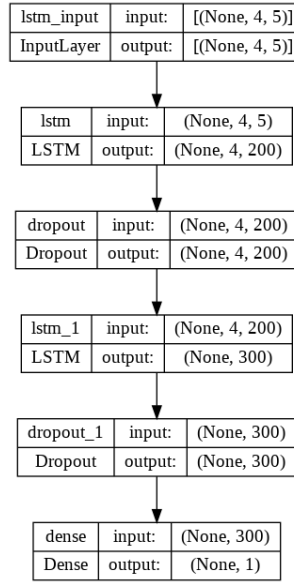 lstm_input input: [(None, 4, 5)]
InputLayer output: [(None, 4, 5)]
lstm input: (None, 4, 5)
LSTM output: (None, 4, 200)
dropout input: (None, 4, 200)
Dropout output: (None, 4, 200)
lstm_1 input: (None, 4, 200)
LSTM output: (None, 300)
dropout_1 input: (None, 300)
Dropout output: (None, 300)
dense input: (None, 300)
Dense output: (None, 1)